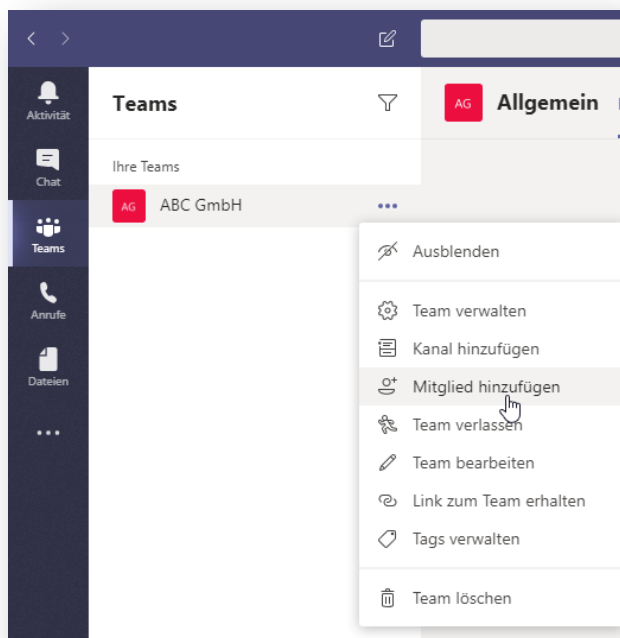 Aktivität
Chat
Teams
Anrufe
Dateien
Teams
Ihre Teams
AG ABC GmbH
AG Allgemein
Ausblenden
Team verwalten
Kanal hinzufügen
Mitglied hinzufügen
Team verlassen
Team bearbeiten
Link zum Team erhalten
Tags verwalten
Team löschen